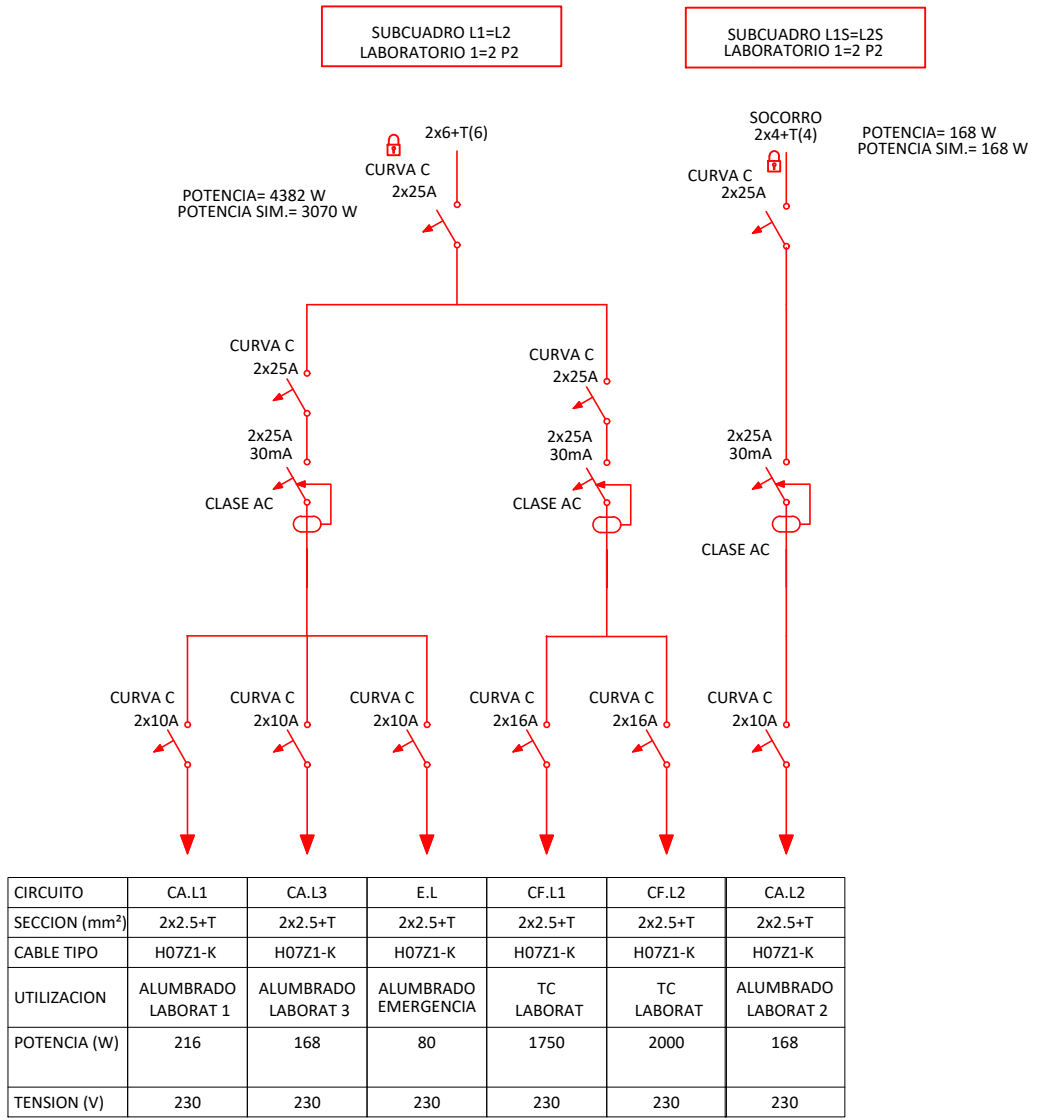 SUBCUADRO L1=L2
LABORATORIO 1=2 P2
SUBCUADRO L1S=L2S
LABORATORIO 1=2 P2
2x6+T(6)
CURVA C
2x25A
POTENCIA= 4382 W
POTENCIA SIM.= 3070 W
SOCORRO
2x4+T(4)
CURVA C
2x25A
POTENCIA= 168 W
POTENCIA SIM.= 168 W
CURVA C
2x25A
2x25A
30mA
CLASE AC
CURVA C
2x25A
2x25A
30mA
CLASE AC
2x25A
30mA
CLASE AC
CURVA C
2x10A
CURVA C
2x10A
CURVA C
2x10A
CURVA C
2x16A
CURVA C
2x16A
CURVA C
2x10A
CIRCUITO CA.L1 CA.L3 E.L CF.L1 CF.L2 CA.L2
SECCION (mm²) 2x2.5+T 2x2.5+T 2x2.5+T 2x2.5+T 2x2.5+T 2x2.5+T
CABLE TIPO H07Z1-K H07Z1-K H07Z1-K H07Z1-K H07Z1-K H07Z1-K
UTILIZACION
ALUMBRADO
LABORAT 1
ALUMBRADO
LABORAT 3
ALUMBRADO
EMERGENCIA
TC
LABORAT
TC
LABORAT
ALUMBRADO
LABORAT 2
POTENCIA (W) 216 168 80 1750 2000 168
TENSION (V) 230 230 230 230 230 230